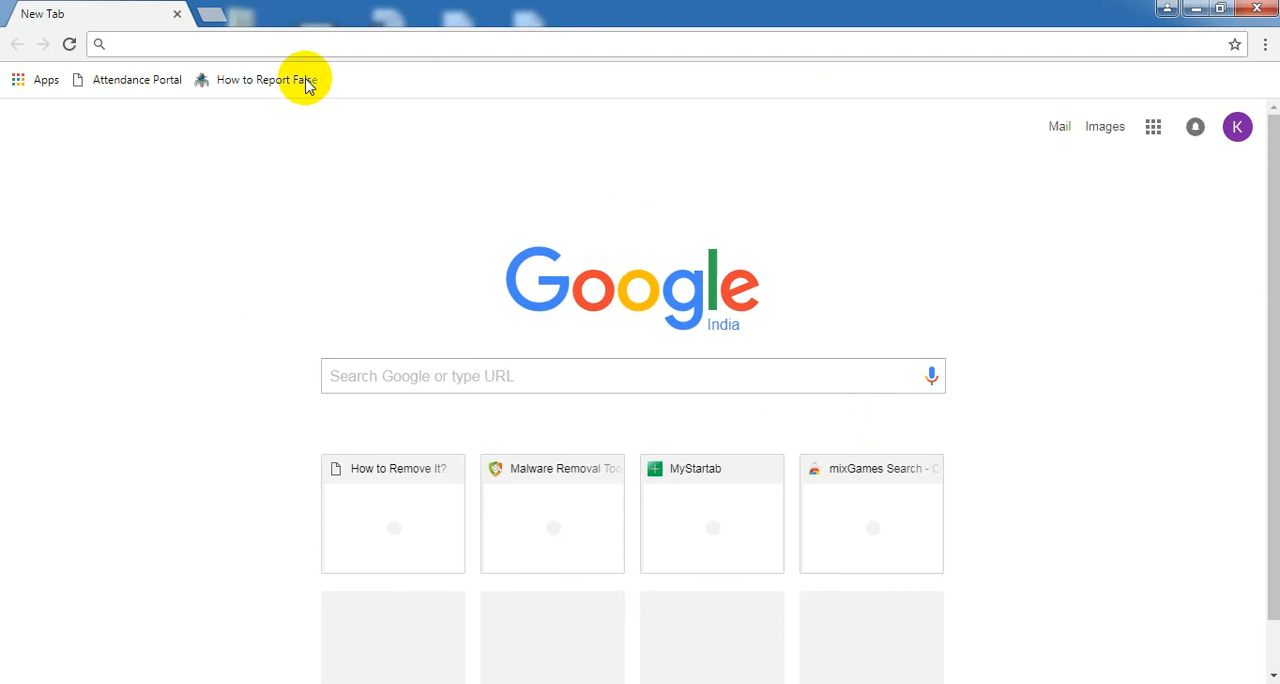 New Tab
Apps Attendance Portal How to Report Fake
Mail Images K
Google
India
Search Google or type URL
How to Remove It? Malware Removal Too MyStartab mixGames Search - C